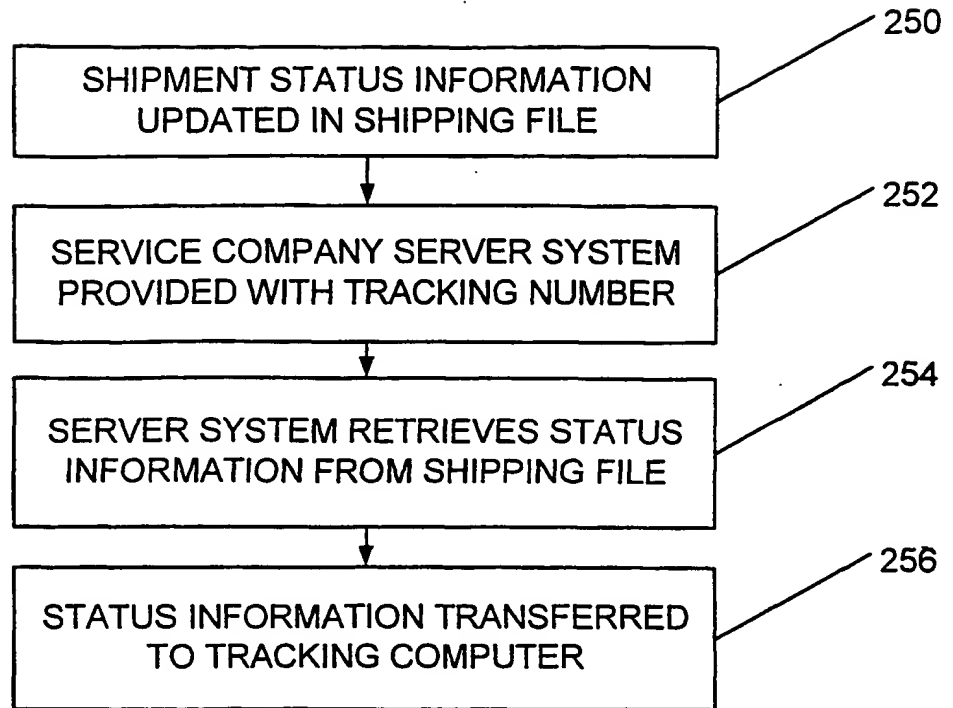 250
SHIPMENT STATUS INFORMATION
UPDATED IN SHIPPING FILE
252
SERVICE COMPANY SERVER SYSTEM
PROVIDED WITH TRACKING NUMBER
254
SERVER SYSTEM RETRIEVES STATUS
INFORMATION FROM SHIPPING FILE
256
STATUS INFORMATION TRANSFERRED
TO TRACKING COMPUTER